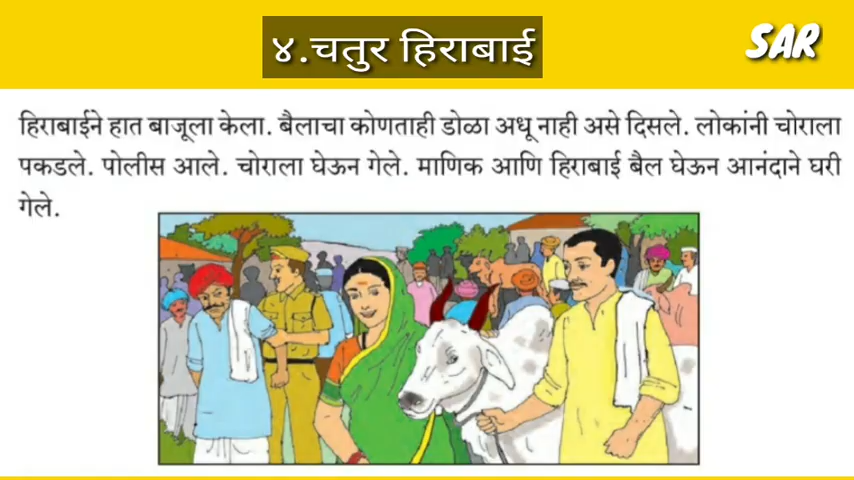 ४.चतुर हिराबाई
SAR
हिराबाईने हात बाजूला केला. बैलाचा कोणताही डोळा अधू नाही असे दिसले. लोकांनी चोराला
पकडले. पोलीस आले. चोराला घेऊन गेले. माणिक आणि हिराबाई बैल घेऊन आनंदाने घरी
गेले.